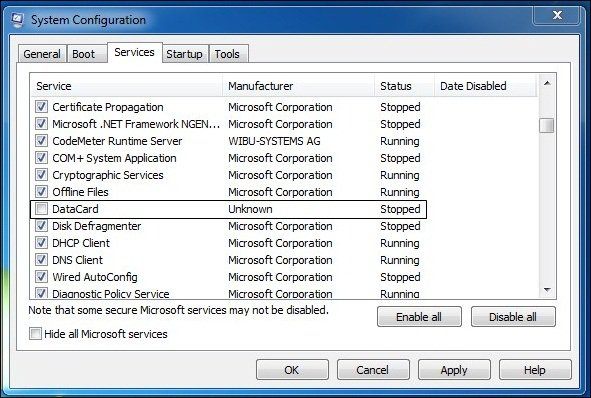 System Configuration
General Boot Services Startup Tools
Service Manufacturer Status Date Disabled
Certificate Propagation Microsoft Corporation Stopped
Microsoft .NET Framework NGEN... Microsoft Corporation Stopped
CodeMeter Runtime Server WIBU-SYSTEMS AG Running
COM+ System Application Microsoft Corporation Stopped
Cryptographic Services Microsoft Corporation Running
Offline Files Microsoft Corporation Running
DataCard Unknown Stopped
Disk Defragmenter Microsoft Corporation Stopped
DHCP Client Microsoft Corporation Running
DNS Client Microsoft Corporation Running
Wired AutoConfig Microsoft Corporation Stopped
Diagnostic Policy Service Microsoft Corporation Running
Note that some secure Microsoft services may not be disabled.
Enable all Disable all
Hide all Microsoft services
OK Cancel Apply Help